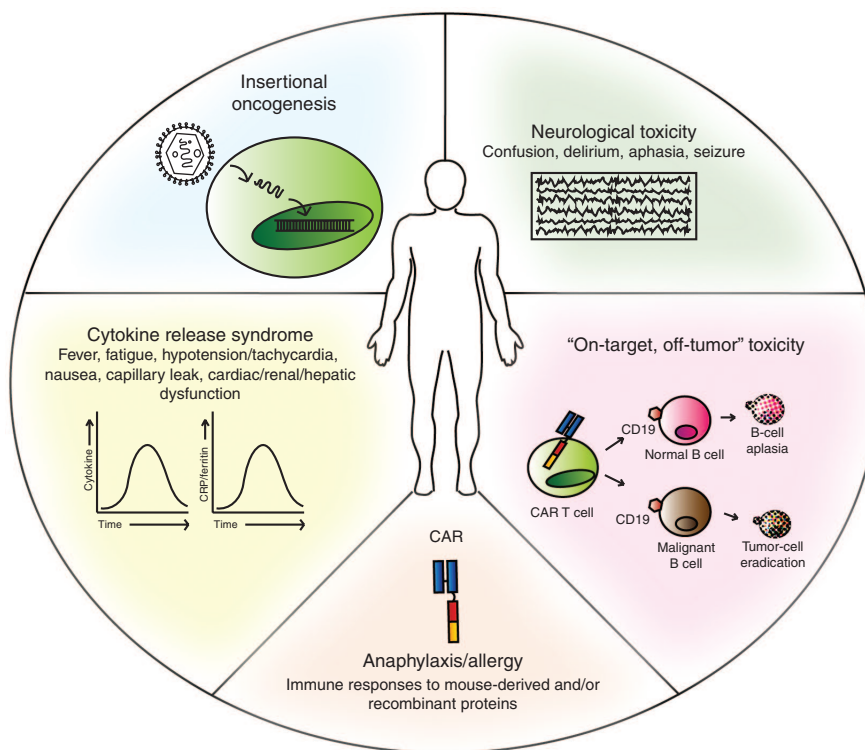 Insertional
oncogenesis
Neurological toxicity
Confusion, delirium, aphasia, seizure
Cytokine release syndrome
Fever, fatigue, hypotension/tachycardia,
nausea, capillary leak, cardiac/renal/hepatic
dysfunction
Cytokine
Time
CRP/ferritin
Time
“On-target, off-tumor” toxicity
CD19
Normal B cell
B-cell
aplasia
CAR T cell
CD19
Malignant
B cell
Tumor-cell
eradication
CAR
Anaphylaxis/allergy
Immune responses to mouse-derived and/or
recombinant proteins